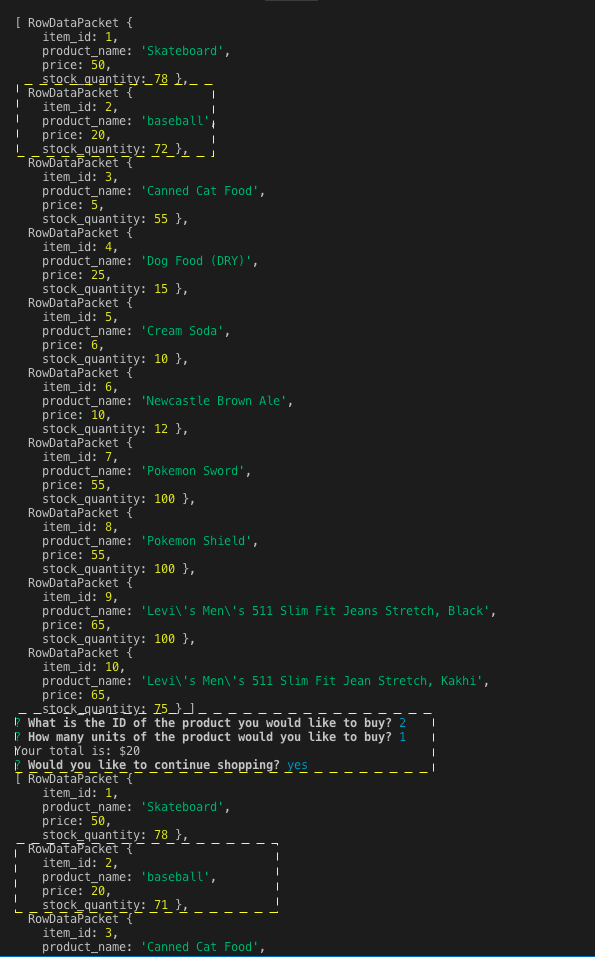 [ RowDataPacket {
item_id: 1,
product_name: 'Skateboard',
price: 50,
stock_quantity: 78 },
RowDataPacket {
item_id: 2,
product_name: 'baseball',
price: 20,
stock_quantity: 72 },
RowDataPacket {
item_id: 3,
product_name: 'Canned Cat Food',
price: 5,
stock_quantity: 55 },
RowDataPacket {
item_id: 4,
product_name: 'Dog Food (DRY)',
price: 25,
stock_quantity: 15 },
RowDataPacket {
item_id: 5,
product_name: 'Cream Soda',
price: 6,
stock_quantity: 10 },
RowDataPacket {
item_id: 6,
product_name: 'Newcastle Brown Ale',
price: 10,
stock_quantity: 12 },
RowDataPacket {
item_id: 7,
product_name: 'Pokemon Sword',
price: 55,
stock_quantity: 100 },
RowDataPacket {
item_id: 8,
product_name: 'Pokemon Shield',
price: 55,
stock_quantity: 100 },
RowDataPacket {
item_id: 9,
product_name: 'Levi\'s Men\'s 511 Slim Fit Jeans Stretch, Black',
price: 65,
stock_quantity: 100 },
RowDataPacket {
item_id: 10,
product_name: 'Levi\'s Men\'s 511 Slim Fit Jean Stretch, Kakhi',
price: 65,
stock_quantity: 75 } ]
? What is the ID of the product you would like to buy? 2
? How many units of the product would you like to buy? 1
Your total is: $20
? Would you like to continue shopping? yes
[ RowDataPacket {
item_id: 1,
product_name: 'Skateboard',
price: 50,
stock_quantity: 78 },
RowDataPacket {
item_id: 2,
product_name: 'baseball',
price: 20,
stock_quantity: 71 },
RowDataPacket {
item_id: 3,
product_name: 'Canned Cat Food',